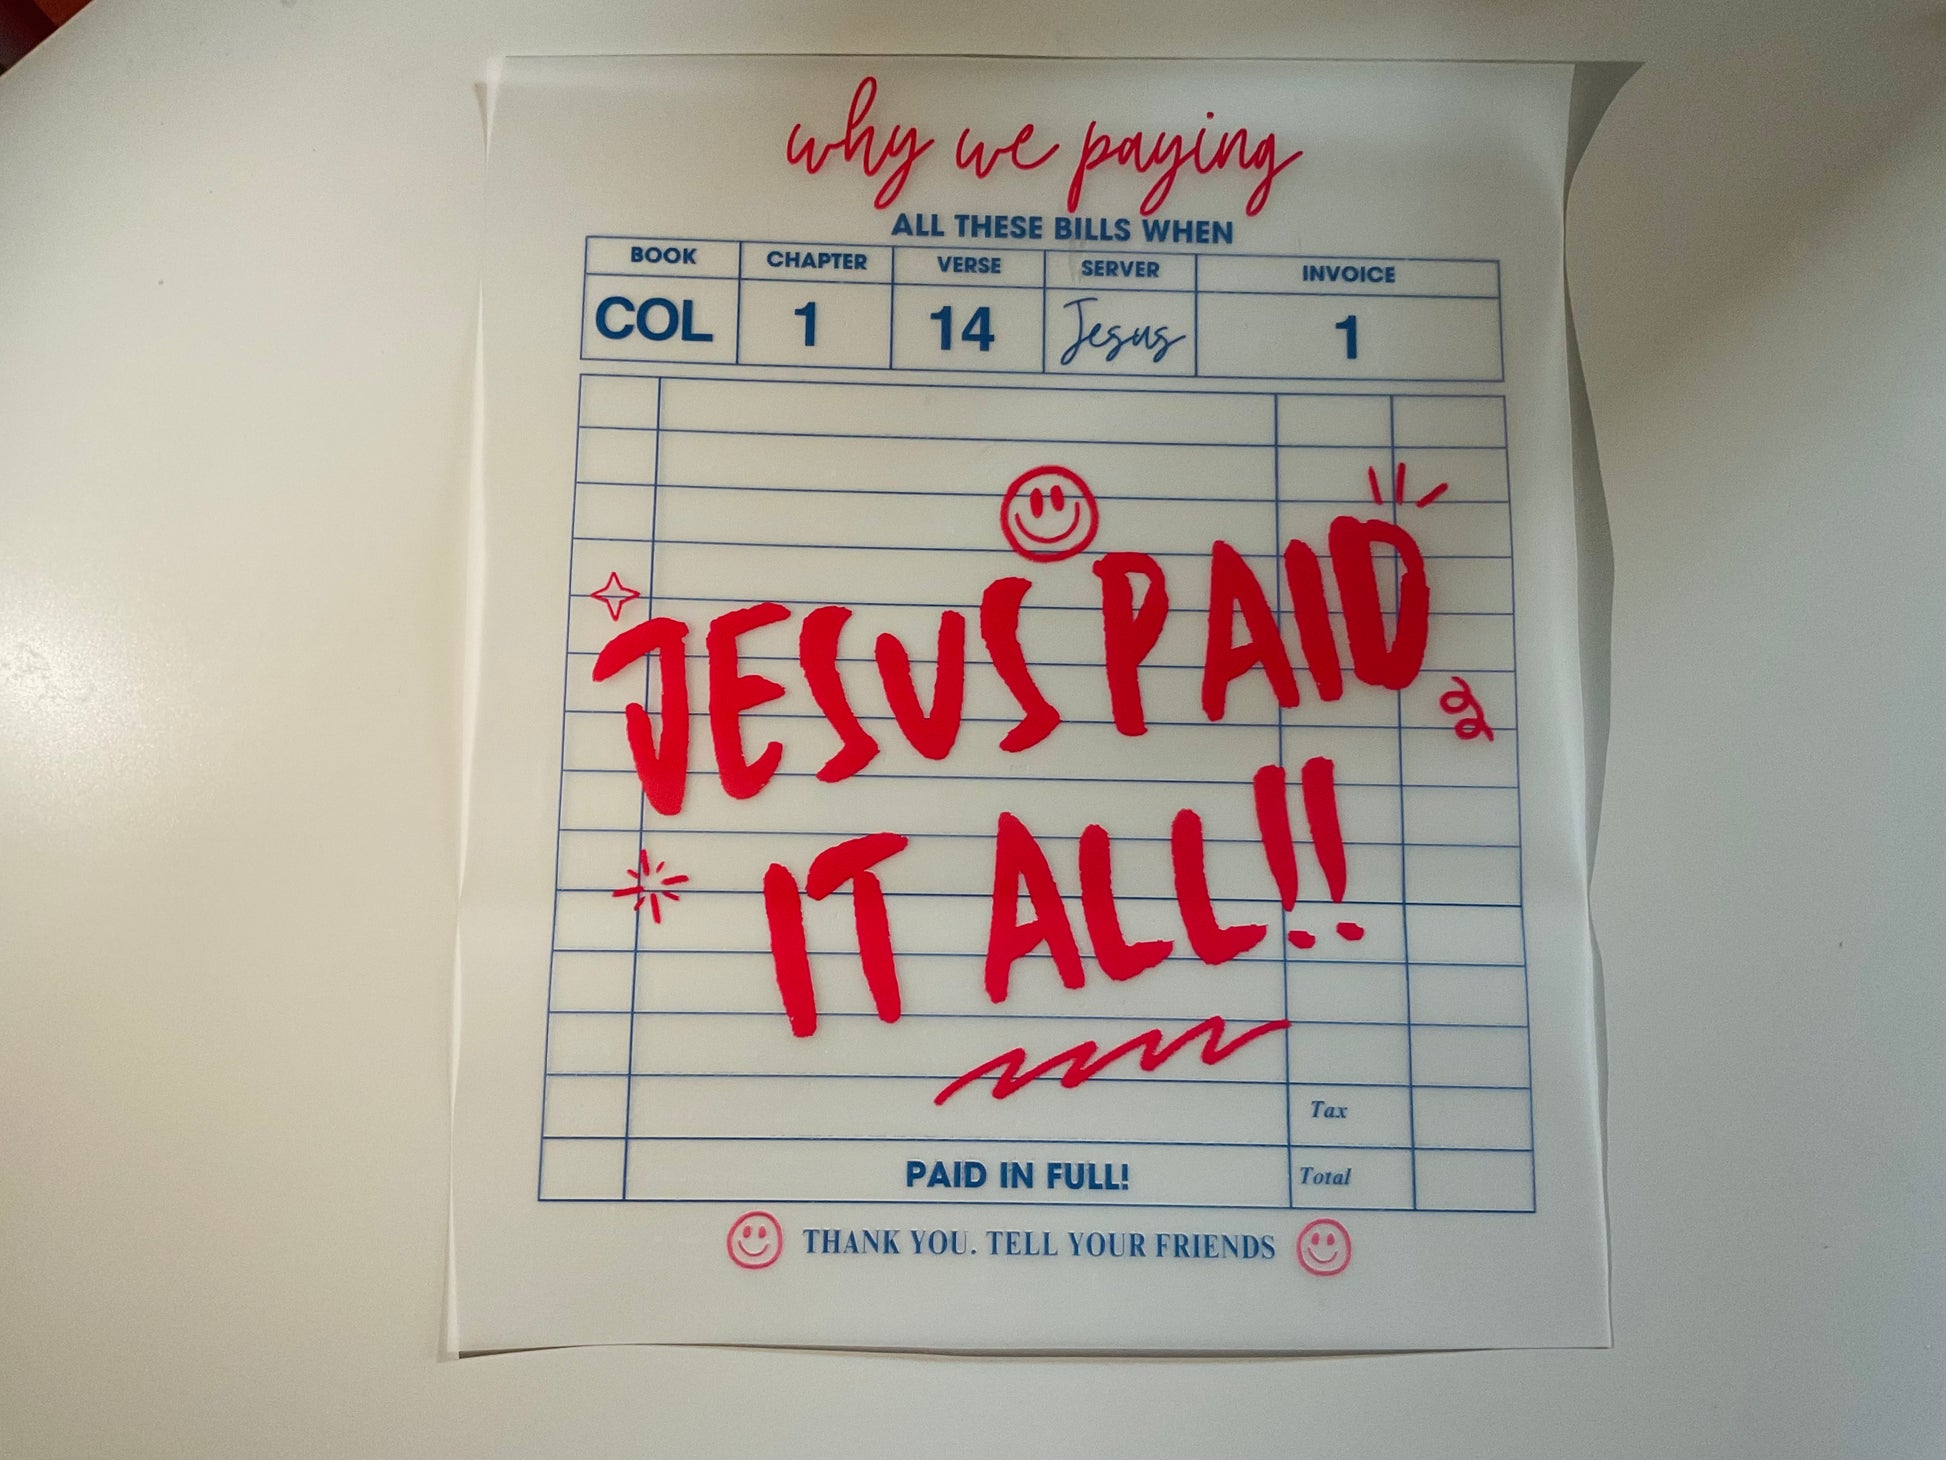 why we paying
ALL THESE BILLS WHEN
BOOK CHAPTER VERSE SERVER INVOICE
COL 1 14 Jesus 1
JESUS PAID
IT ALL!!
Tax
PAID IN FULL! Total
THANK YOU. TELL YOUR FRIENDS